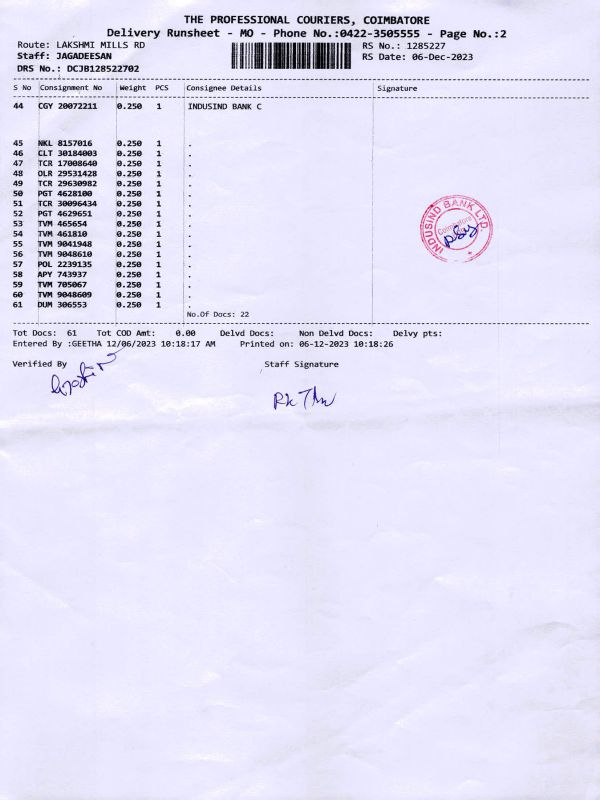 THE PROFESSIONAL COURIERS, COIMBATORE
Delivery Runsheet - MO - Phone No.:0422-3505555 - Page No.:2
Route: LAKSHMI MILLS RD
RS No.: 1285227
Staff: JAGADEESAN
RS Date: 06-Dec-2023
DRS No.: DCJB128522702
S No Consignment No Weight PCS Consignee Details Signature
44 CGY 20072211 0.250 1 INDUSIND BANK C
45 NKL 8157016 0.250 1 .
46 CLT 30184003 0.250 1 .
47 TCR 17008640 0.250 1 .
48 OLR 29531428 0.250 1 .
49 TCR 29630982 0.250 1 .
50 PGT 4628100 0.250 1 .
51 TCR 30096434 0.250 1 .
52 PGT 4629651 0.250 1 .
53 TVM 465654 0.250 1 .
54 TVM 461810 0.250 1 .
55 TVM 9041948 0.250 1 .
56 TVM 9048610 0.250 1 .
57 POL 2239135 0.250 1 .
58 APY 743937 0.250 1 .
59 TVM 705067 0.250 1 .
60 TVM 9048609 0.250 1 .
61 DUM 306553 0.250 1 .
INDUSIND BANK LTD
Coimbatore
No.Of Docs: 22
Tot Docs: 61 Tot COD Amt: 0.00 Delvd Docs: Non Delvd Docs: Delvy pts:
Entered By :GEETHA 12/06/2023 10:18:17 AM Printed on: 06-12-2023 10:18:26
Verified By Staff Signature